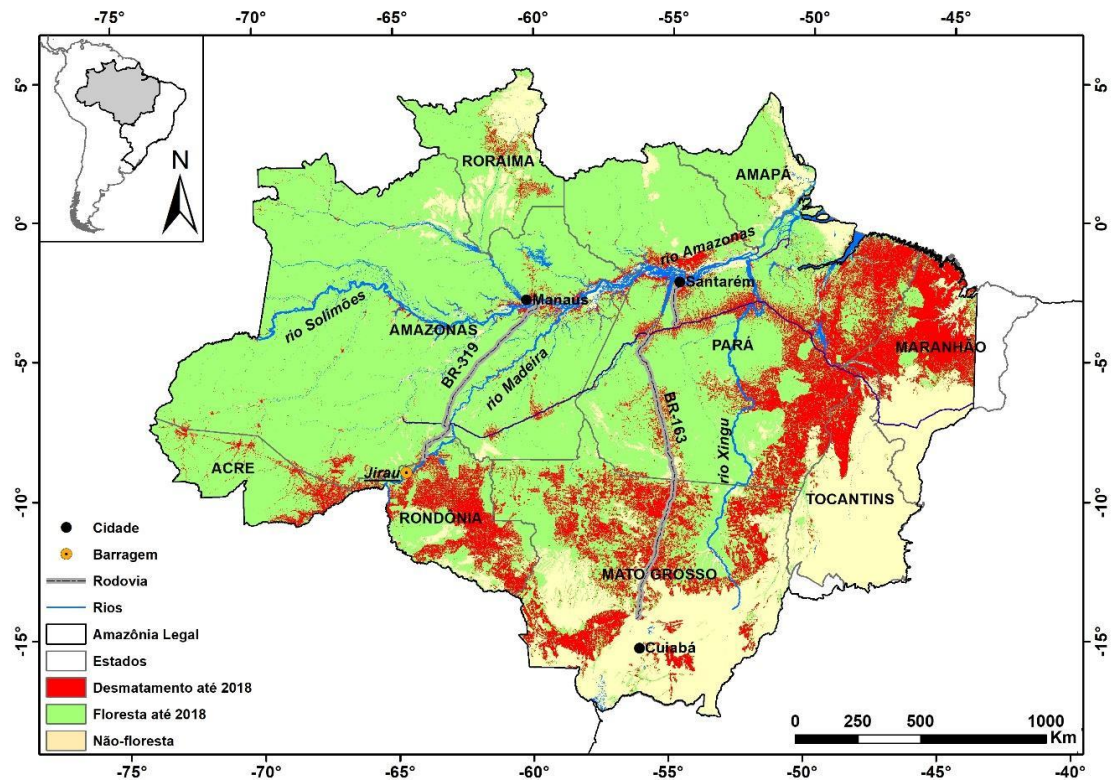 -75° -70° -65° -60° -55° -50° -45°
5° 5°
N
RORAIMA
AMAPÁ
0° 0°
rio Amazonas
Manaus
Santarém
rio Solimões
AMAZONAS
-5° -5°
BR-319
rio Madeira
PARÁ
MARANHÃO
BR-163
rio Xingu
ACRE
Jirau
-10° -10°
RONDÔNIA
TOCANTINS
MATO GROSSO
-15° -15°
Cuiabá
Cidade
Barragem
Rodovia
Rios
Amazônia Legal
Estados
Desmatamento até 2018
Floresta até 2018
Não-floresta
0 250 500 1000
Km
-75° -70° -65° -60° -55° -50° -45° -40°